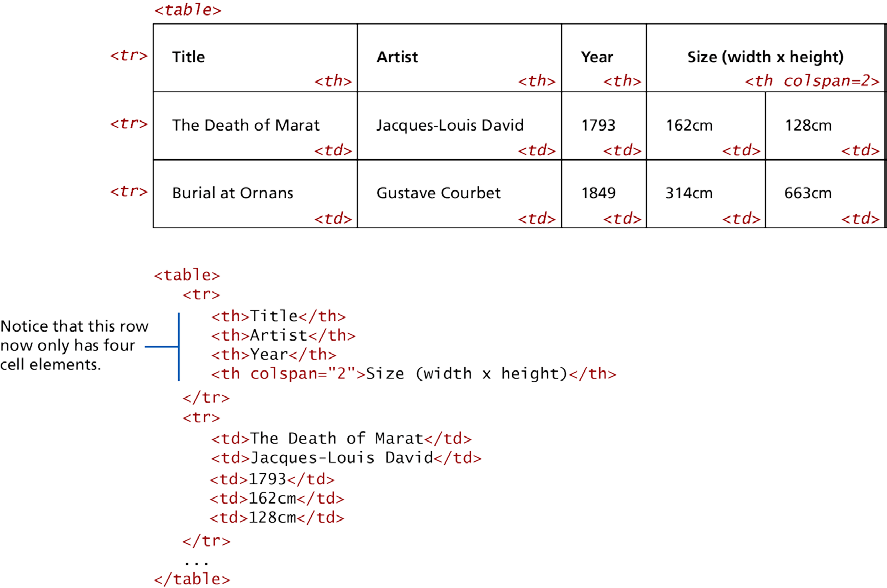 <table>
<tr> Title Artist Year Size (width x height)
<th> <th> <th> <th colspan=2>
<tr> The Death of Marat Jacques-Louis David 1793 162cm 128cm
<td> <td> <td> <td> <td>
<tr> Burial at Ornans Gustave Courbet 1849 314cm 663cm
<td> <td> <td> <td> <td>
<table>
<tr>
<th>Title</th>
<th>Artist</th>
<th>Year</th>
<th colspan="2">Size (width x height)</th>
Notice that this row
now only has four
cell elements.
</tr>
<tr>
<td>The Death of Marat</td>
<td>Jacques-Louis David</td>
<td>1793</td>
<td>162cm</td>
<td>128cm</td>
</tr>
...
</table>